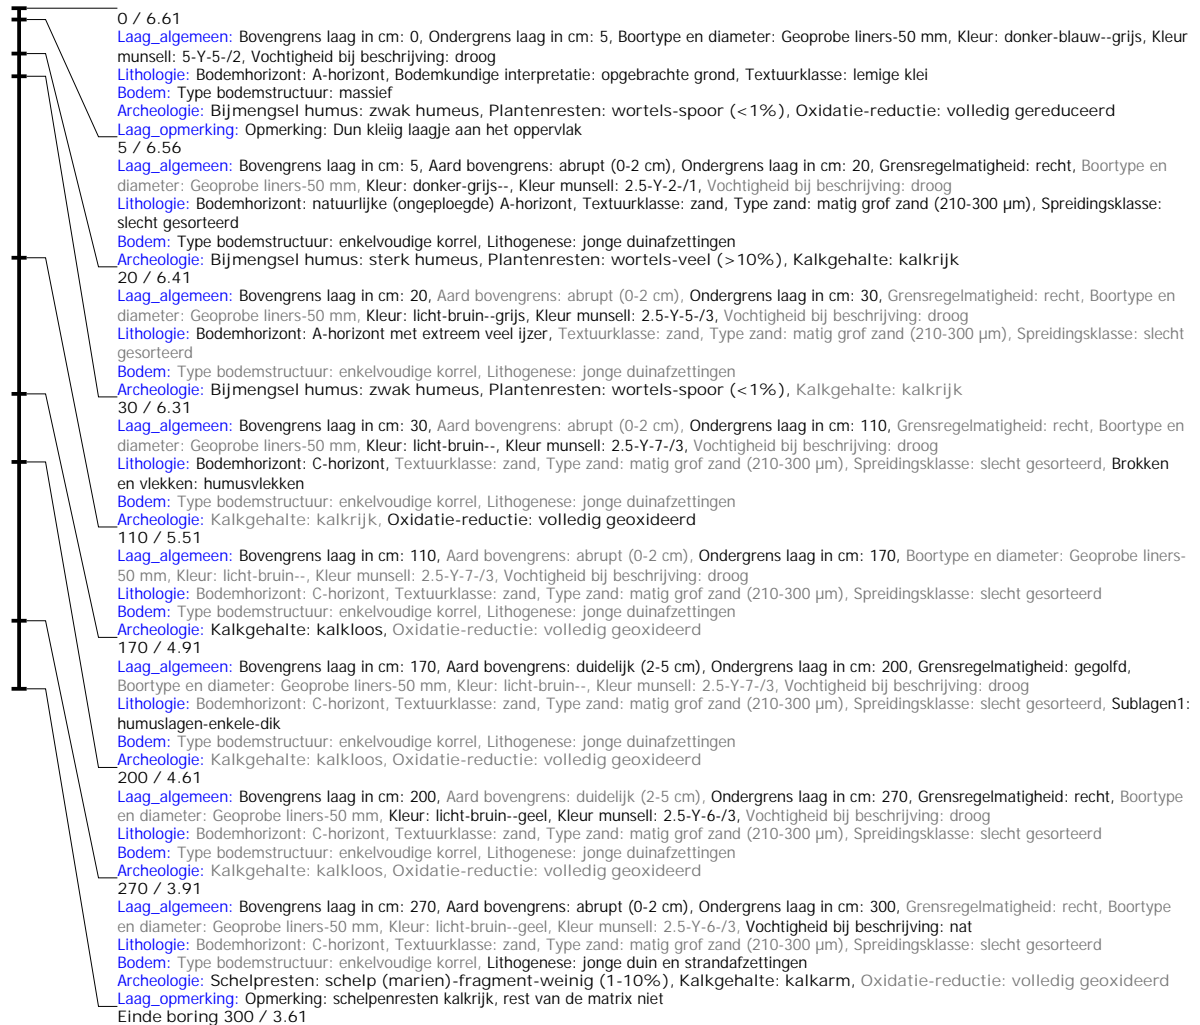 0 / 6.61
Laag_algemeen: Bovengrens laag in cm: 0, Ondergrens laag in cm: 5, Boortype en diameter: Geoprobe liners-50 mm, Kleur: donker-blauw--grijs, Kleur
munsell: 5-Y-5-/2, Vochtigheid bij beschrijving: droog
Lithologie: Bodemhorizont: A-horizont, Bodemkundige interpretatie: opgebrachte grond, Textuurklasse: lemige klei
Bodem: Type bodemstructuur: massief
Archeologie: Bijmengsel humus: zwak humeus, Plantenresten: wortels-spoor (<1%), Oxidatie-reductie: volledig gereduceerd
Laag_opmerking: Opmerking: Dun kleiig laagje aan het oppervlak
5 / 6.56
Laag_algemeen: Bovengrens laag in cm: 5, Aard bovengrens: abrupt (0-2 cm), Ondergrens laag in cm: 20, Grensregelmatigheid: recht, Boortype en
diameter: Geoprobe liners-50 mm, Kleur: donker-grijs--, Kleur munsell: 2.5-Y-2-/1, Vochtigheid bij beschrijving: droog
Lithologie: Bodemhorizont: natuurlijke (ongeploegde) A-horizont, Textuurklasse: zand, Type zand: matig grof zand (210-300 µm), Spreidingsklasse:
slecht gesorteerd
Bodem: Type bodemstructuur: enkelvoudige korrel, Lithogenese: jonge duinafzettingen
Archeologie: Bijmengsel humus: sterk humeus, Plantenresten: wortels-veel (>10%), Kalkgehalte: kalkrijk
20 / 6.41
Laag_algemeen: Bovengrens laag in cm: 20, Aard bovengrens: abrupt (0-2 cm), Ondergrens laag in cm: 30, Grensregelmatigheid: recht, Boortype en
diameter: Geoprobe liners-50 mm, Kleur: licht-bruin--grijs, Kleur munsell: 2.5-Y-5-/3, Vochtigheid bij beschrijving: droog
Lithologie: Bodemhorizont: A-horizont met extreem veel ijzer, Textuurklasse: zand, Type zand: matig grof zand (210-300 µm), Spreidingsklasse: slecht
gesorteerd
Bodem: Type bodemstructuur: enkelvoudige korrel, Lithogenese: jonge duinafzettingen
Archeologie: Bijmengsel humus: zwak humeus, Plantenresten: wortels-spoor (<1%), Kalkgehalte: kalkrijk
30 / 6.31
Laag_algemeen: Bovengrens laag in cm: 30, Aard bovengrens: abrupt (0-2 cm), Ondergrens laag in cm: 110, Grensregelmatigheid: recht, Boortype en
diameter: Geoprobe liners-50 mm, Kleur: licht-bruin--, Kleur munsell: 2.5-Y-7-/3, Vochtigheid bij beschrijving: droog
Lithologie: Bodemhorizont: C-horizont, Textuurklasse: zand, Type zand: matig grof zand (210-300 µm), Spreidingsklasse: slecht gesorteerd, Brokken
en vlekken: humusvlekken
Bodem: Type bodemstructuur: enkelvoudige korrel, Lithogenese: jonge duinafzettingen
Archeologie: Kalkgehalte: kalkrijk, Oxidatie-reductie: volledig geoxideerd
110 / 5.51
Laag_algemeen: Bovengrens laag in cm: 110, Aard bovengrens: abrupt (0-2 cm), Ondergrens laag in cm: 170, Boortype en diameter: Geoprobe liners-
50 mm, Kleur: licht-bruin--, Kleur munsell: 2.5-Y-7-/3, Vochtigheid bij beschrijving: droog
Lithologie: Bodemhorizont: C-horizont, Textuurklasse: zand, Type zand: matig grof zand (210-300 µm), Spreidingsklasse: slecht gesorteerd
Bodem: Type bodemstructuur: enkelvoudige korrel, Lithogenese: jonge duinafzettingen
Archeologie: Kalkgehalte: kalkloos, Oxidatie-reductie: volledig geoxideerd
170 / 4.91
Laag_algemeen: Bovengrens laag in cm: 170, Aard bovengrens: duidelijk (2-5 cm), Ondergrens laag in cm: 200, Grensregelmatigheid: gegolfd,
Boortype en diameter: Geoprobe liners-50 mm, Kleur: licht-bruin--, Kleur munsell: 2.5-Y-7-/3, Vochtigheid bij beschrijving: droog
Lithologie: Bodemhorizont: C-horizont, Textuurklasse: zand, Type zand: matig grof zand (210-300 µm), Spreidingsklasse: slecht gesorteerd, Sublagen1:
humuslagen-enkele-dik
Bodem: Type bodemstructuur: enkelvoudige korrel, Lithogenese: jonge duinafzettingen
Archeologie: Kalkgehalte: kalkloos, Oxidatie-reductie: volledig geoxideerd
200 / 4.61
Laag_algemeen: Bovengrens laag in cm: 200, Aard bovengrens: duidelijk (2-5 cm), Ondergrens laag in cm: 270, Grensregelmatigheid: recht, Boortype
en diameter: Geoprobe liners-50 mm, Kleur: licht-bruin--geel, Kleur munsell: 2.5-Y-6-/3, Vochtigheid bij beschrijving: droog
Lithologie: Bodemhorizont: C-horizont, Textuurklasse: zand, Type zand: matig grof zand (210-300 µm), Spreidingsklasse: slecht gesorteerd
Bodem: Type bodemstructuur: enkelvoudige korrel, Lithogenese: jonge duinafzettingen
Archeologie: Kalkgehalte: kalkloos, Oxidatie-reductie: volledig geoxideerd
270 / 3.91
Laag_algemeen: Bovengrens laag in cm: 270, Aard bovengrens: abrupt (0-2 cm), Ondergrens laag in cm: 300, Grensregelmatigheid: recht, Boortype
en diameter: Geoprobe liners-50 mm, Kleur: licht-bruin--geel, Kleur munsell: 2.5-Y-6-/3, Vochtigheid bij beschrijving: nat
Lithologie: Bodemhorizont: C-horizont, Textuurklasse: zand, Type zand: matig grof zand (210-300 µm), Spreidingsklasse: slecht gesorteerd
Bodem: Type bodemstructuur: enkelvoudige korrel, Lithogenese: jonge duin en strandafzettingen
Archeologie: Schelpresten: schelp (marien)-fragment-weinig (1-10%), Kalkgehalte: kalkarm, Oxidatie-reductie: volledig geoxideerd
Laag_opmerking: Opmerking: schelpenresten kalkrijk, rest van de matrix niet
Einde boring 300 / 3.61